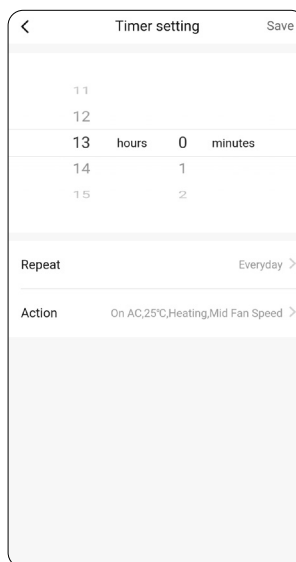 Timer setting Save
11
12
13 hours 0 minutes
14 1
15 2
Repeat Everyday
Action On AC,25℃,Heating,Mid Fan Speed